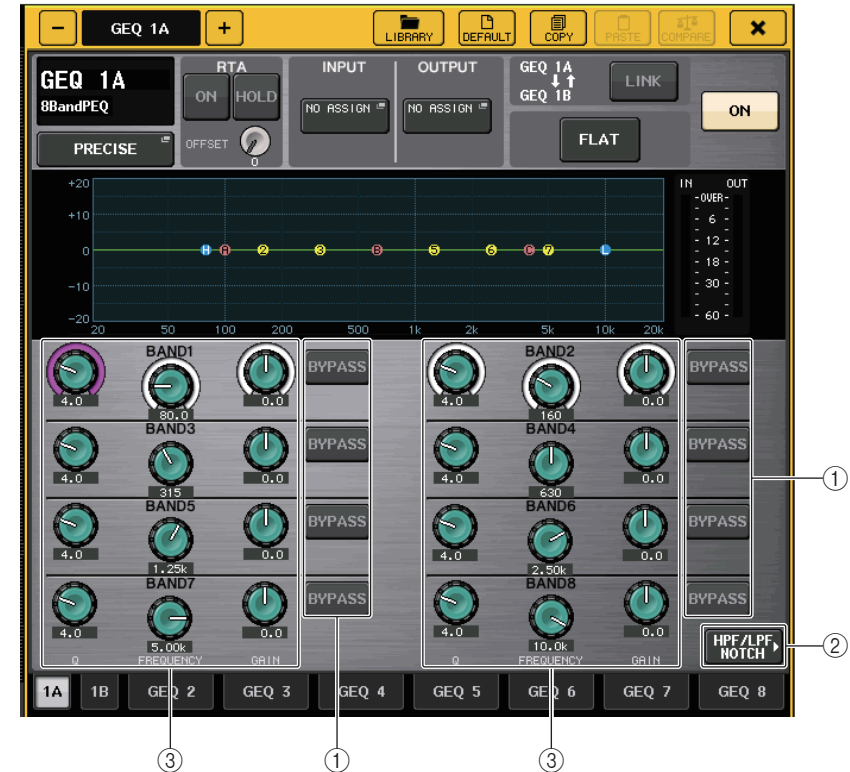 − GEQ 1A + LIBRARY DEFAULT COPY PASTE COMPARE ×
GEQ 1A
8BandPEQ
PRECISE
RTA
ON HOLD
OFFSET
0
INPUT
NO ASSIGN
OUTPUT
NO ASSIGN
GEQ 1A
↓↑
GEQ 1B
LINK
FLAT
ON
+20
+10
0
−10
−20
H A 2 3 B 5 6 C 7 L
20 50 100 200 500 1k 2k 5k 10k 20k
IN OUT
-OVER-
6
12
18
30
60
BAND1
4.0 80.0 0.0
BYPASS
BAND2
4.0 160 0.0
BYPASS
BAND3
4.0 315 0.0
BYPASS
BAND4
4.0 630 0.0
BYPASS
BAND5
4.0 1.25k 0.0
BYPASS
BAND6
4.0 2.50k 0.0
BYPASS
BAND7
4.0 5.00k 0.0
BYPASS
BAND8
4.0 10.0k 0.0
BYPASS
Q FREQUENCY GAIN
Q FREQUENCY GAIN
HPF/LPF
NOTCH
1A 1B GEQ 2 GEQ 3 GEQ 4 GEQ 5 GEQ 6 GEQ 7 GEQ 8
①
②
③ ① ③